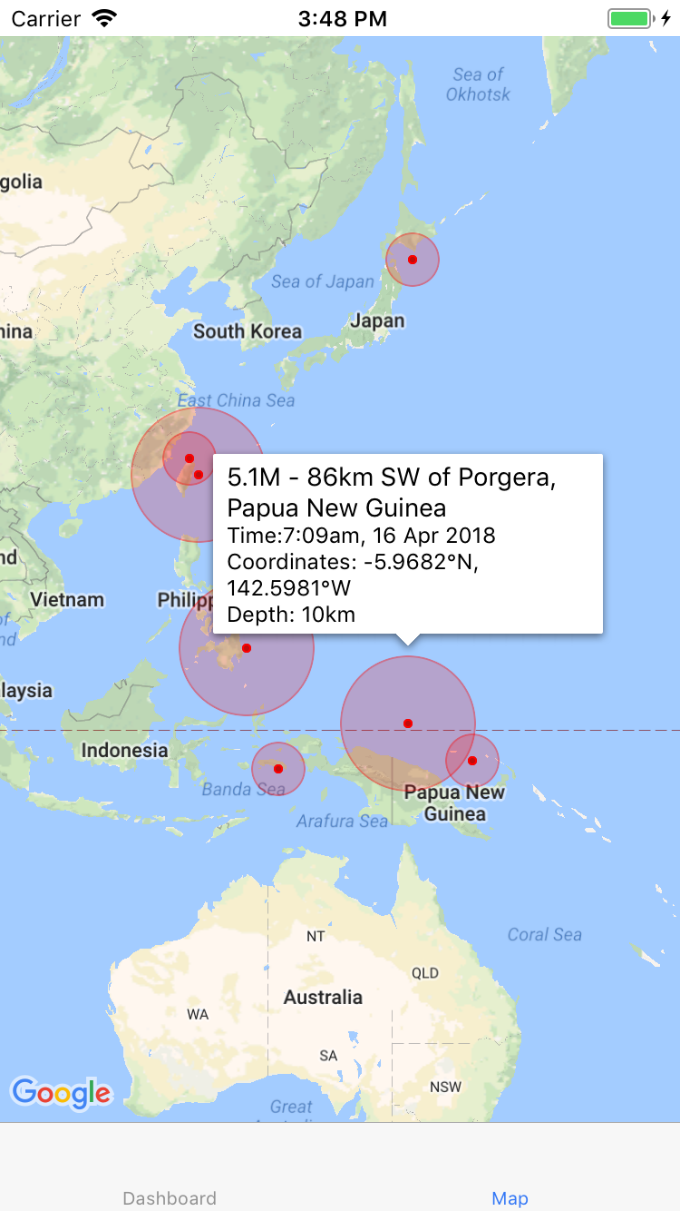 Carrier 3:48 PM
Sea of
Okhotsk
golia
Sea of Japan
Japan
South Korea
hina
East China Sea
5.1M - 86km SW of Porgera,
Papua New Guinea
Time:7:09am, 16 Apr 2018
Coordinates: -5.9682°N,
142.5981°W
Depth: 10km
nd
Vietnam
Philipp
of
nd
laysia
Indonesia
Banda Sea
Papua New
Guinea
Arafura Sea
Coral Sea
NT
QLD
Australia
WA
SA
NSW
Google
Great
Dashboard Map